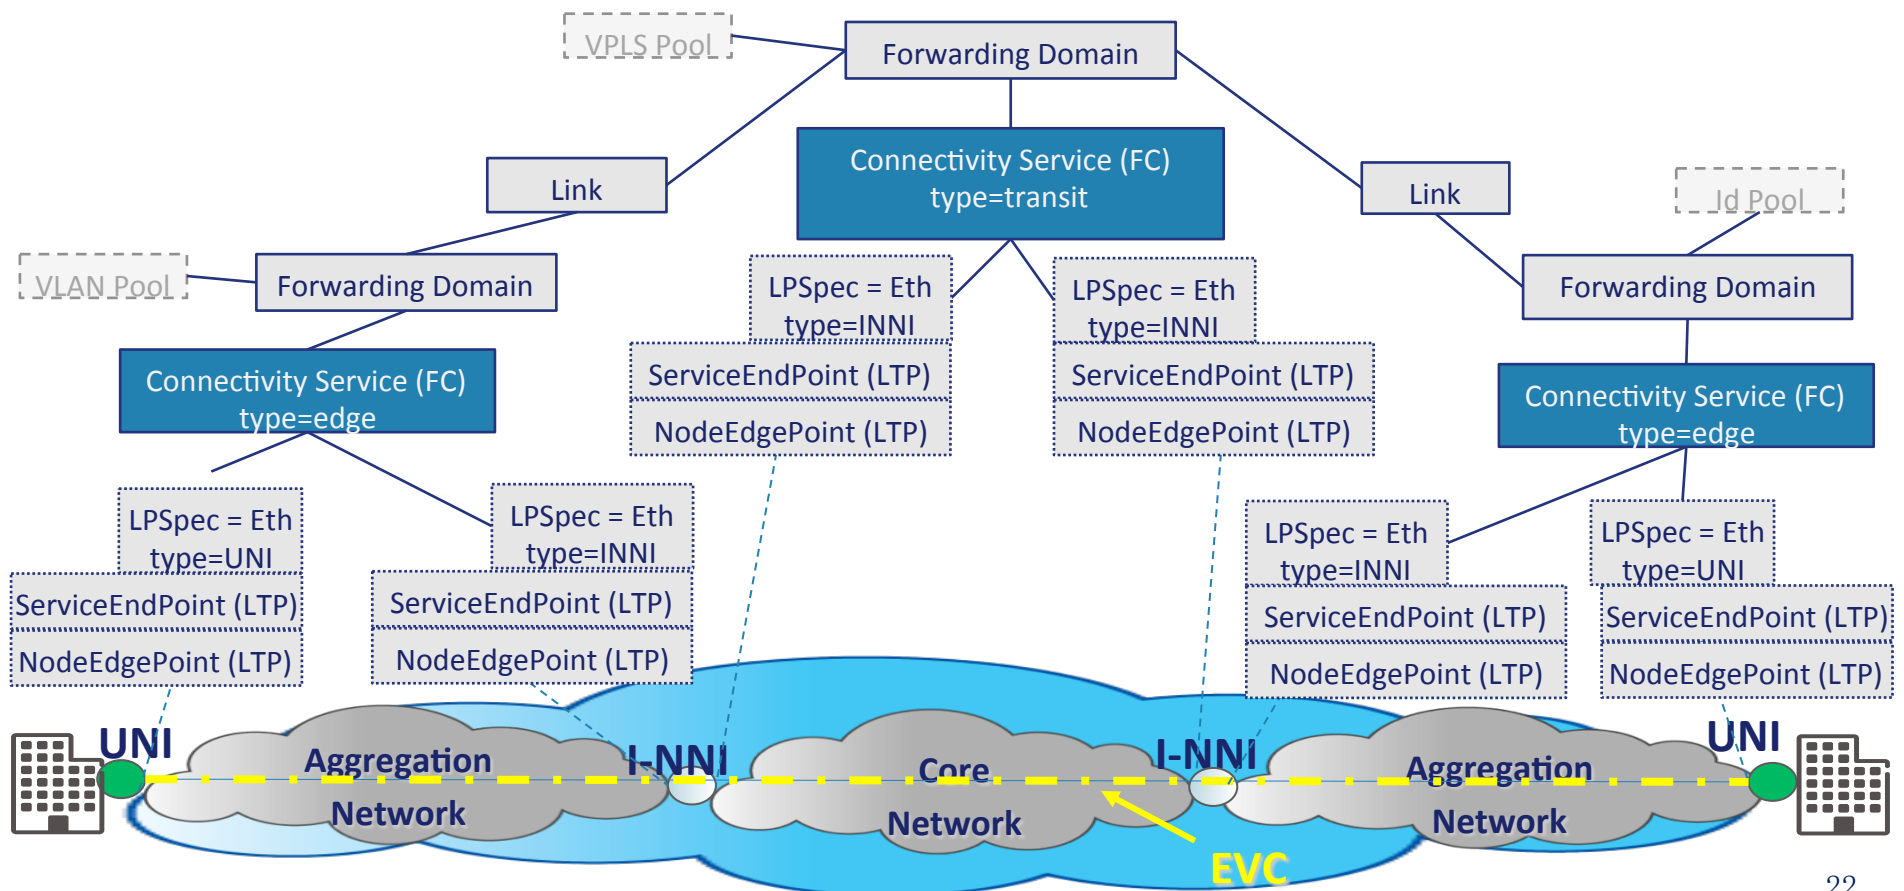 VPLS Pool
Forwarding Domain
Connectivity Service (FC)
type=transit
Link
Link
Id Pool
VLAN Pool
Forwarding Domain
LPSpec = Eth
type=INNI
LPSpec = Eth
type=INNI
Forwarding Domain
ServiceEndPoint (LTP)
NodeEdgePoint (LTP)
ServiceEndPoint (LTP)
NodeEdgePoint (LTP)
Connectivity Service (FC)
type=edge
Connectivity Service (FC)
type=edge
LPSpec = Eth
type=UNI
ServiceEndPoint (LTP)
NodeEdgePoint (LTP)
LPSpec = Eth
type=INNI
ServiceEndPoint (LTP)
NodeEdgePoint (LTP)
LPSpec = Eth
type=INNI
ServiceEndPoint (LTP)
NodeEdgePoint (LTP)
LPSpec = Eth
type=UNI
ServiceEndPoint (LTP)
NodeEdgePoint (LTP)
UNI
Aggregation
Network
I-NNI
Core
Network
I-NNI
Aggregation
Network
UNI
EVC
22